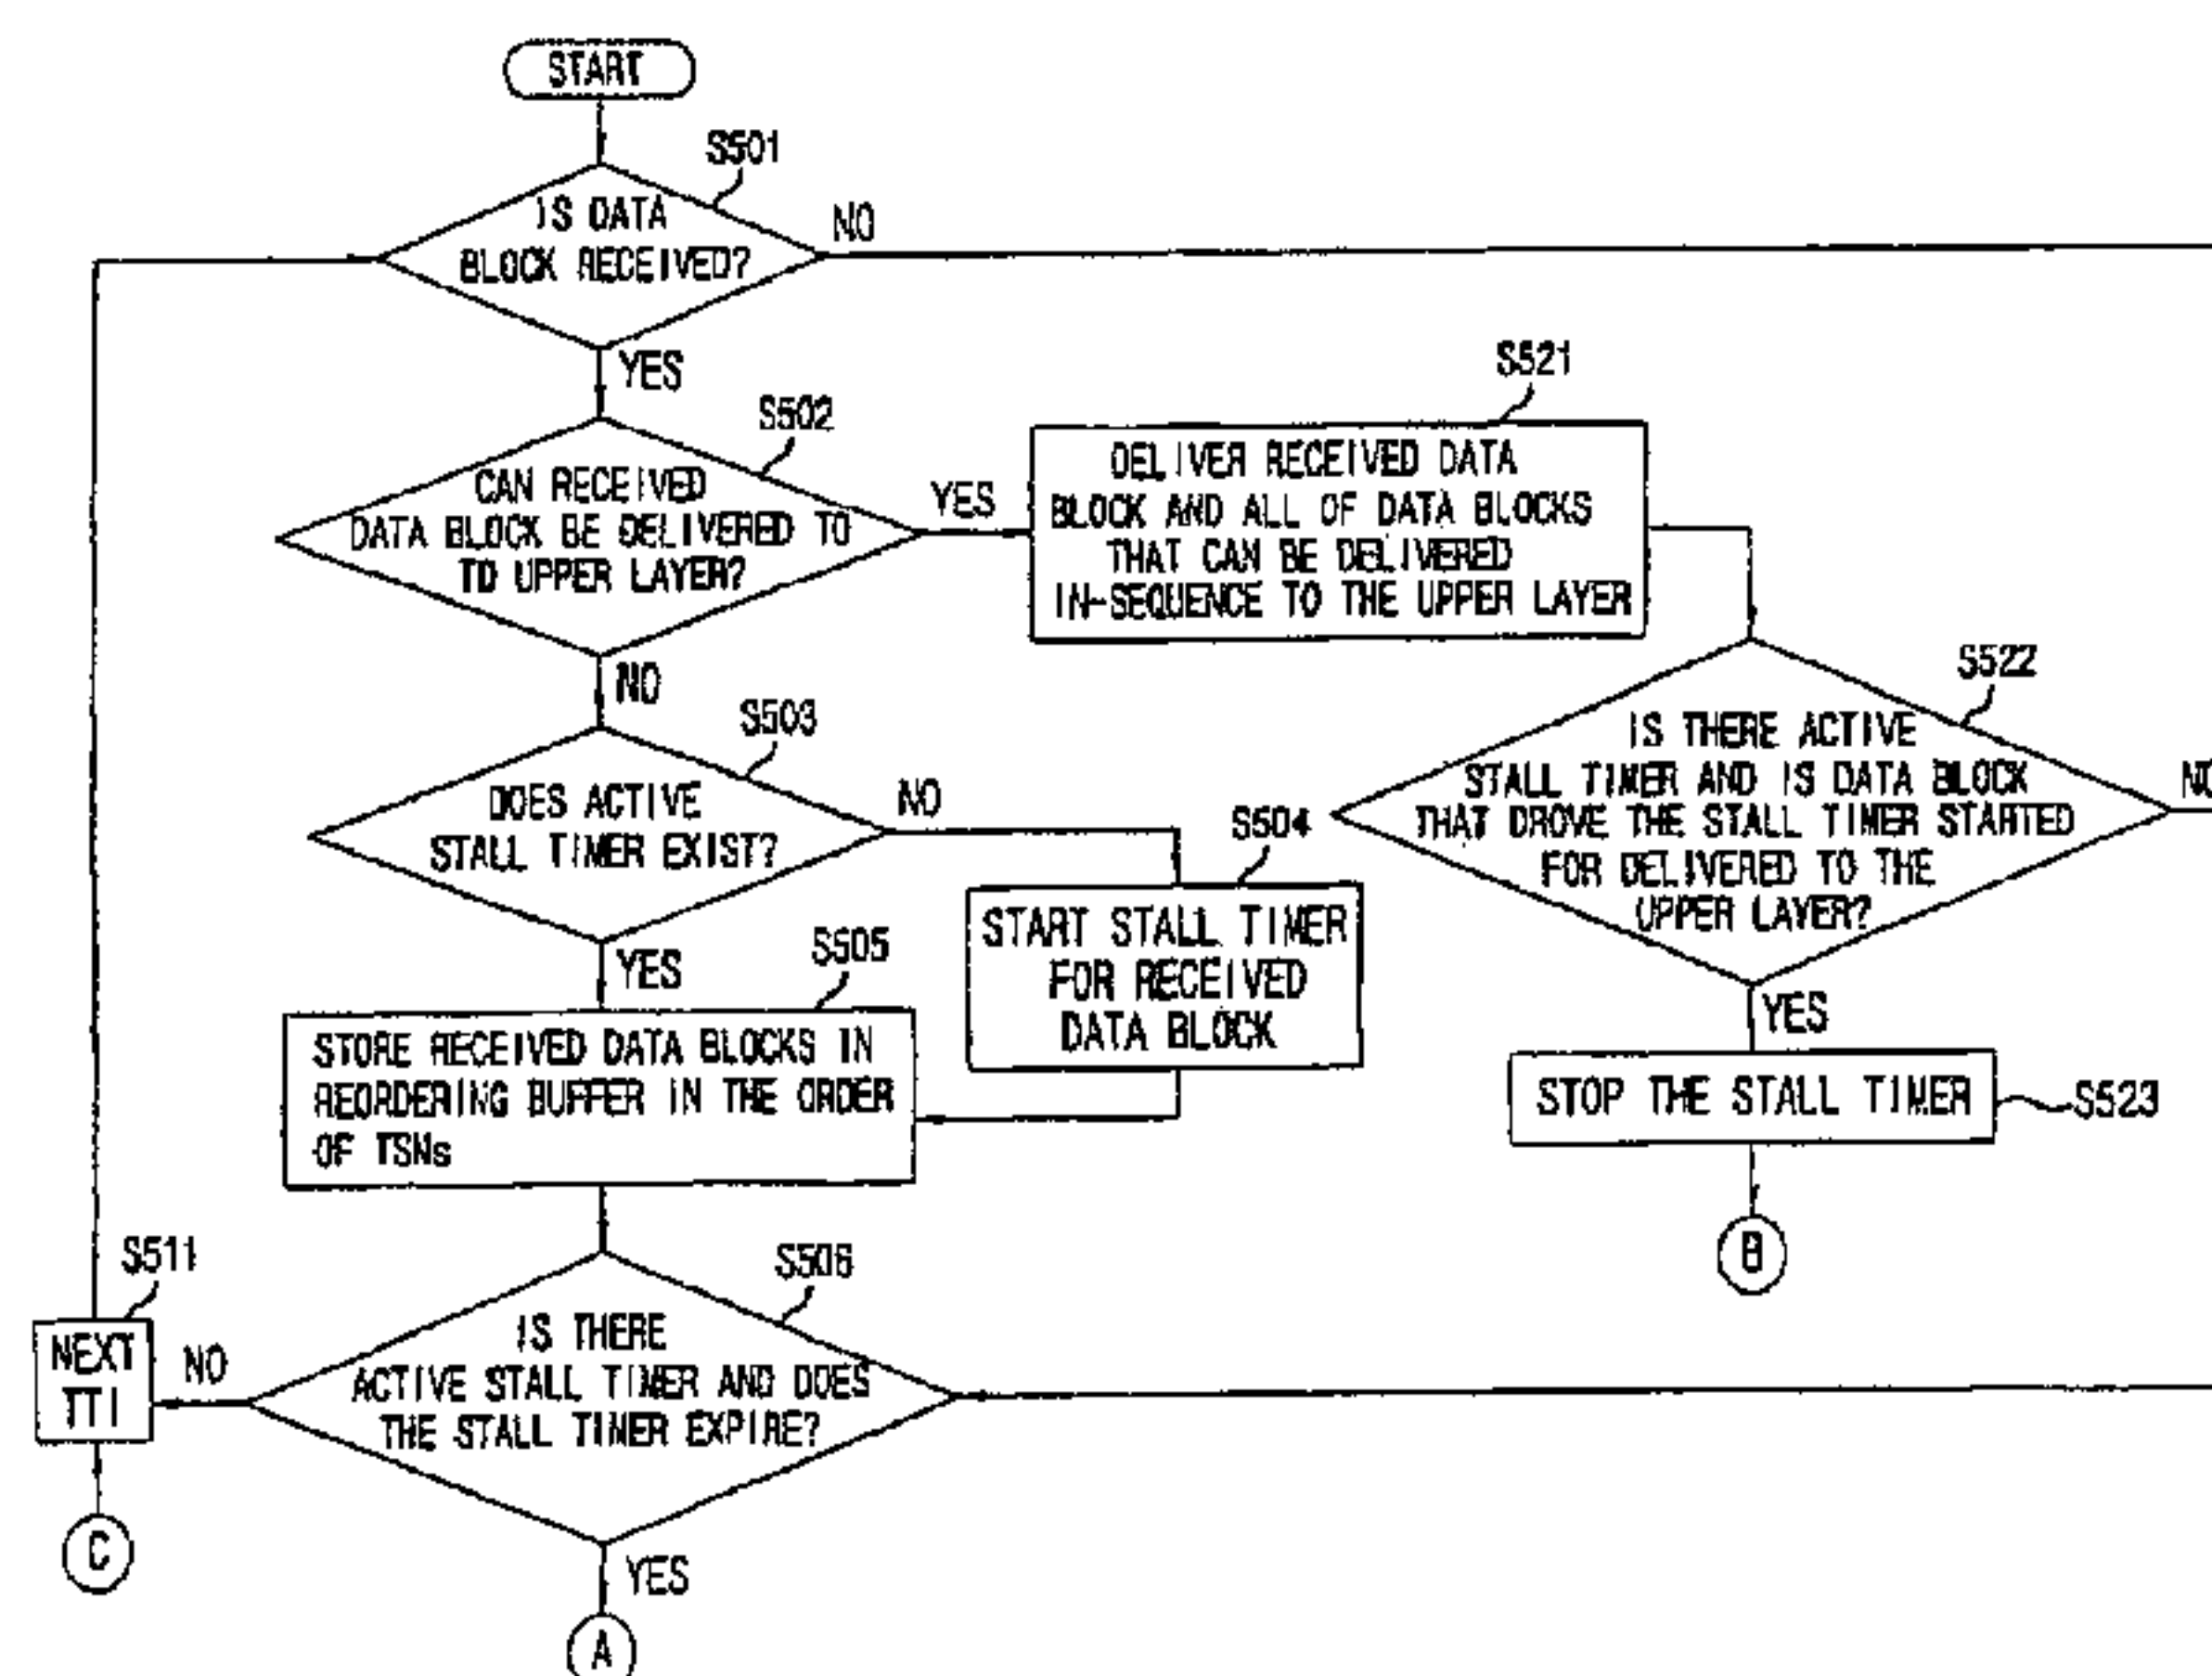 START
S501
IS DATA
BLOCK RECEIVED?
NO
YES
S502
CAN RECEIVED
DATA BLOCK BE DELIVERED TO
TO UPPER LAYER?
YES
NO
S521
DELIVER RECEIVED DATA
BLOCK AND ALL OF DATA BLOCKS
THAT CAN BE DELIVERED
IN-SEQUENCE TO THE UPPER LAYER
S503
DOES ACTIVE
STALL TIMER EXIST?
NO
YES
S504
START STALL TIMER
FOR RECEIVED
DATA BLOCK
S522
IS THERE ACTIVE
STALL TIMER AND IS DATA BLOCK
THAT DROVE THE STALL TIMER STARTED
FOR DELIVERED TO THE
UPPER LAYER?
NO
YES
S505
STORE RECEIVED DATA BLOCKS IN
REORDERING BUFFER IN THE ORDER
OF TSNs
STOP THE STALL TIMER
S523
B
S511
NEXT
TTI
NO
S506
IS THERE
ACTIVE STALL TIMER AND DOES
THE STALL TIMER EXPIRE?
YES
C
A